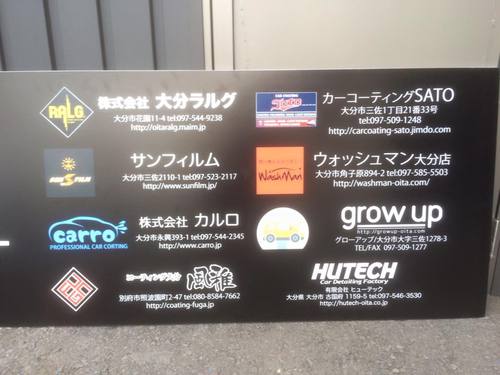 RALG
株式会社 大分ラルグ
大分市花園11-4 tel:097-544-9238
http://oitaralg.maim.jp
サンフィルム
大分市三佐2110-1 tel:097-523-2117
http://www.sunfilm.jp/
carro
PROFESSIONAL CAR CORTING
株式会社 カルロ
大分市永興393-1 tel:097-544-2345
http://www.carro.jp
風雅
別府市照波園町2-47 tel:080-8584-7662
http://coating-fuga.jp
カーコーティングSATO
大分市三佐1丁目21番33号
tel:097-509-1248
http://carcoating-sato.jimdo.com
WashMan
ウォッシュマン大分店
大分市角子原894-2 tel:097-585-5503
http://washman-oita.com/
grow up
http://growup-oita.com
グローアップ/大分市大字三佐1278-3
TEL/FAX 097-509-1277
HUTECH
Car Detailing Factory
有限会社 ヒューテック
大分県 大分市 古国府 1159-5 tel:097-546-3530
http://hutech-oita.co.jp